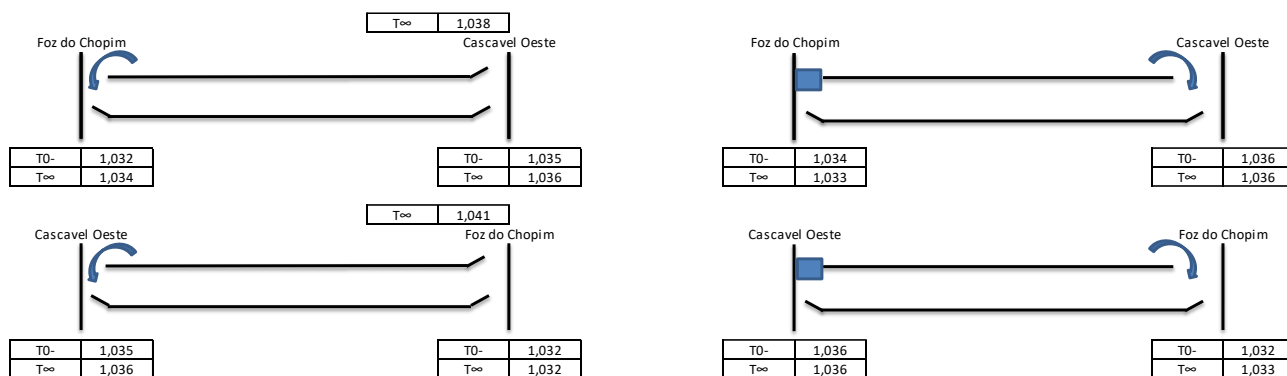 T∞ 1,038
Foz do Chopim Cascavel Oeste
T0- 1,032 T0- 1,035
T∞ 1,034 T∞ 1,036
Foz do Chopim Cascavel Oeste
T0- 1,034 T0- 1,036
T∞ 1,033 T∞ 1,036
T∞ 1,041
Cascavel Oeste Foz do Chopim
T0- 1,035 T0- 1,032
T∞ 1,036 T∞ 1,032
Cascavel Oeste Foz do Chopim
T0- 1,036 T0- 1,032
T∞ 1,036 T∞ 1,033